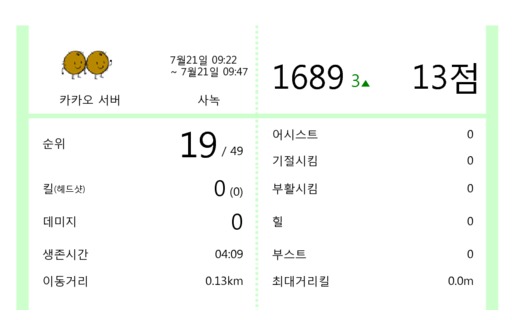 7월21일 09:22
~ 7월21일 09:47
카카오 서버
사녹
1689 3▲ 13점
순위 19 / 49
킬(헤드샷) 0 (0)
데미지 0
생존시간 04:09
이동거리 0.13km
어시스트 0
기절시킴 0
부활시킴 0
힐 0
부스트 0
최대거리킬 0.0m